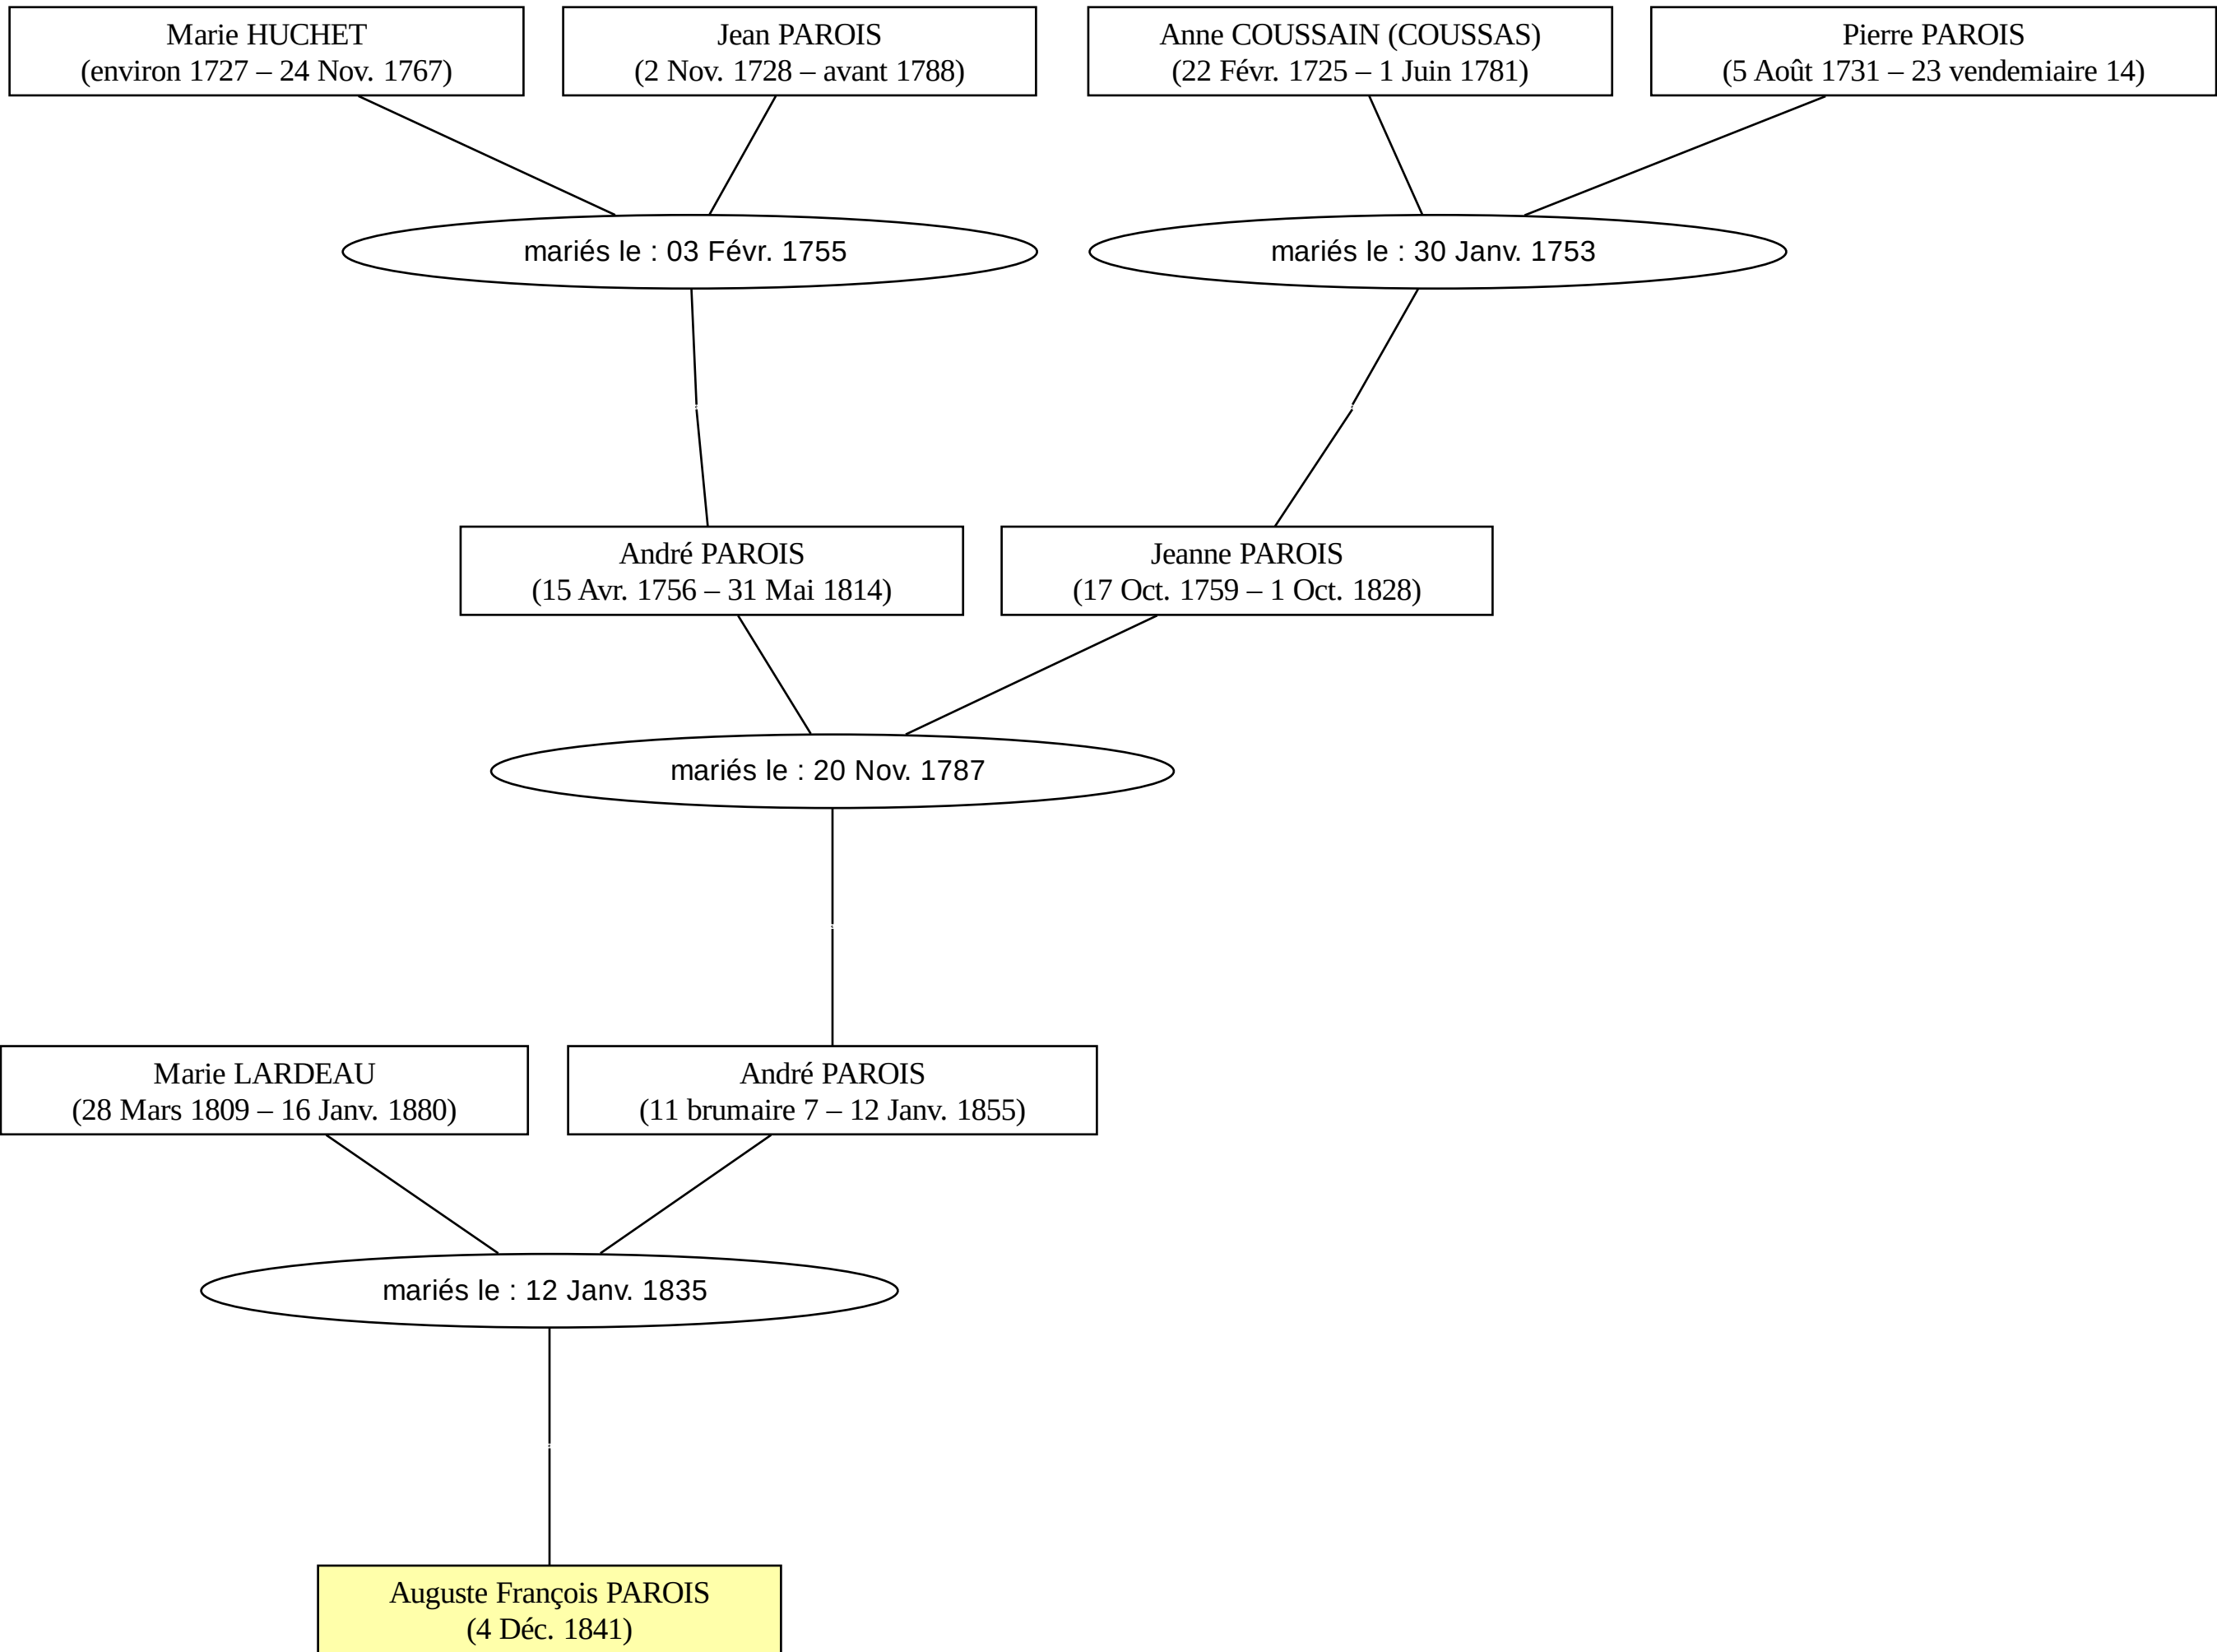 Marie HUCHET
(environ 1727 – 24 Nov. 1767)
Jean PAROIS
(2 Nov. 1728 – avant 1788)
Anne COUSSAIN (COUSSAS)
(22 Févr. 1725 – 1 Juin 1781)
Pierre PAROIS
(5 Août 1731 – 23 vendemiaire 14)
mariés le : 03 Févr. 1755
mariés le : 30 Janv. 1753
André PAROIS
(15 Avr. 1756 – 31 Mai 1814)
Jeanne PAROIS
(17 Oct. 1759 – 1 Oct. 1828)
mariés le : 20 Nov. 1787
Marie LARDEAU
(28 Mars 1809 – 16 Janv. 1880)
André PAROIS
(11 brumaire 7 – 12 Janv. 1855)
mariés le : 12 Janv. 1835
Auguste François PAROIS
(4 Déc. 1841)